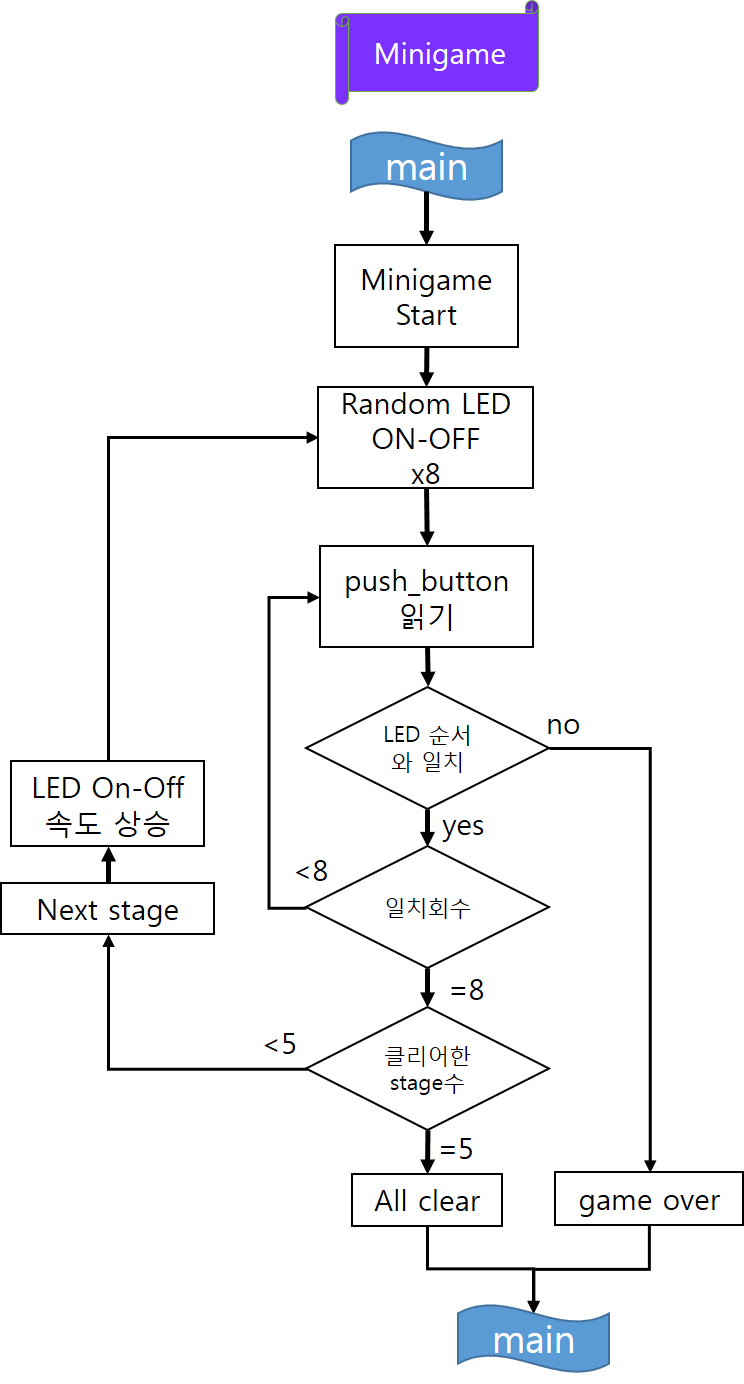 Minigame
main
Minigame
Start
Random LED
ON-OFF
x8
push_button
읽기
LED 순서
와 일치
no
yes
LED On-Off
속도 상승
<8
일치회수
Next stage
=8
<5
클리어한
stage수
=5
All clear
game over
main